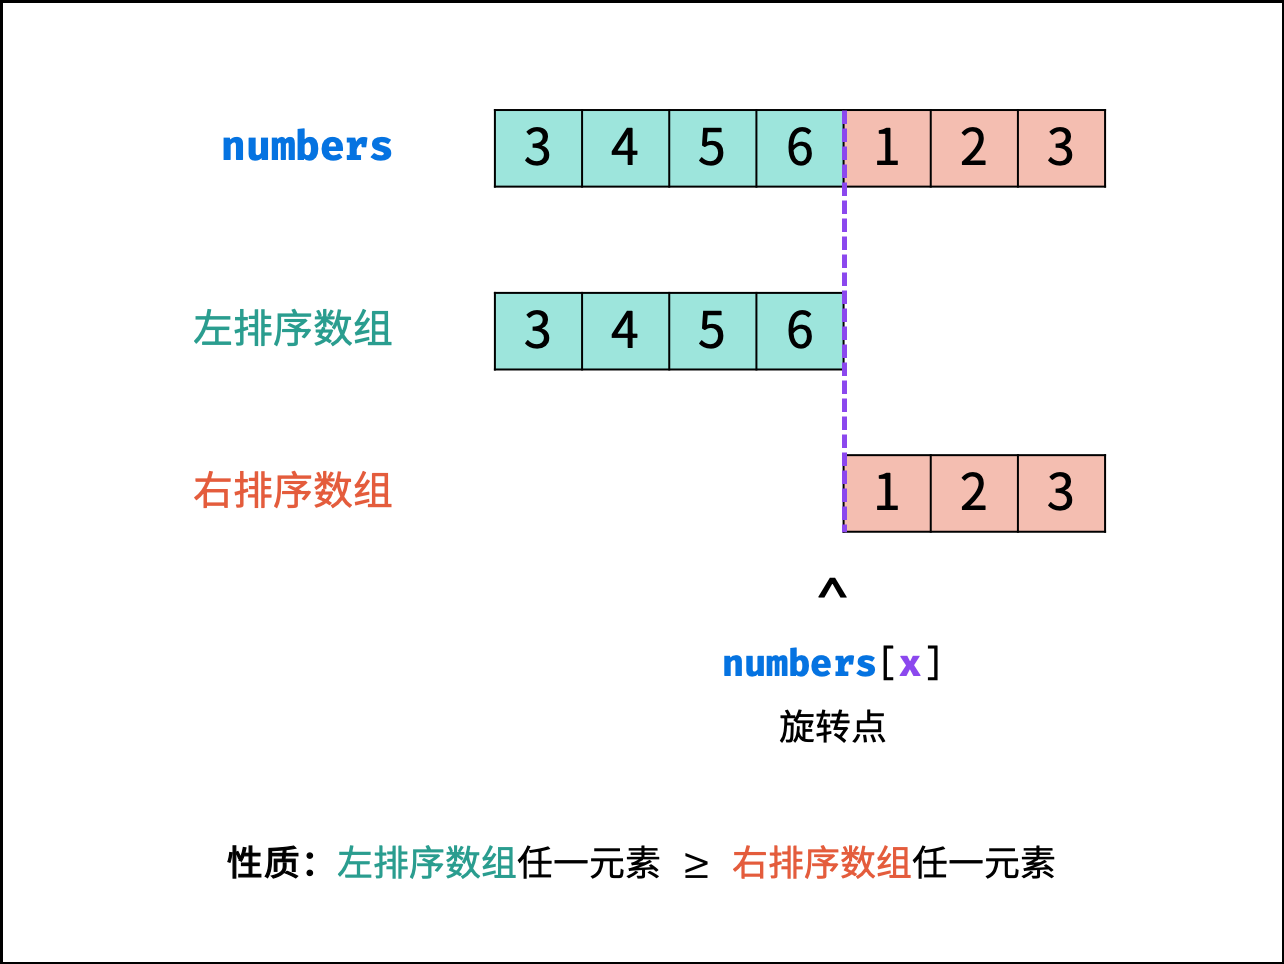 numbers 3 4 5 6 1 2 3
左排序数组 3 4 5 6
右排序数组 1 2 3
^
numbers[x]
旋转点
性质：左排序数组任一元素 ≥ 右排序数组任一元素